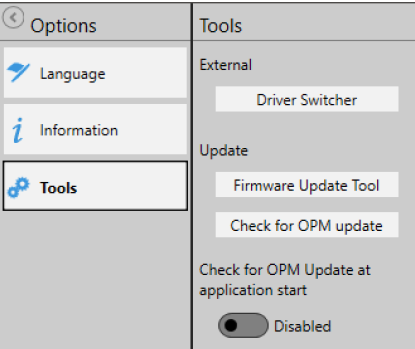 Options
Language
Information
Tools
Tools
External
Driver Switcher
Update
Firmware Update Tool
Check for OPM update
Check for OPM Update at
application start
Disabled